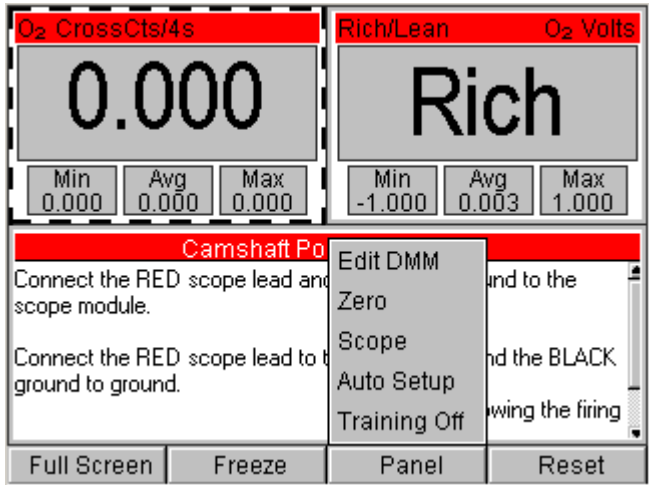 O₂ CrossCts/4s
0.000
Min Avg Max
0.000 0.000 0.000
Rich/Lean O₂ Volts
Rich
Min Avg Max
-1.000 0.003 1.000
Camshaft Po
Connect the RED scope lead and und to the
scope module.
Connect the RED scope lead to t nd the BLACK
ground to ground.
wing the firing
Edit DMM
Zero
Scope
Auto Setup
Training Off
Full Screen Freeze Panel Reset